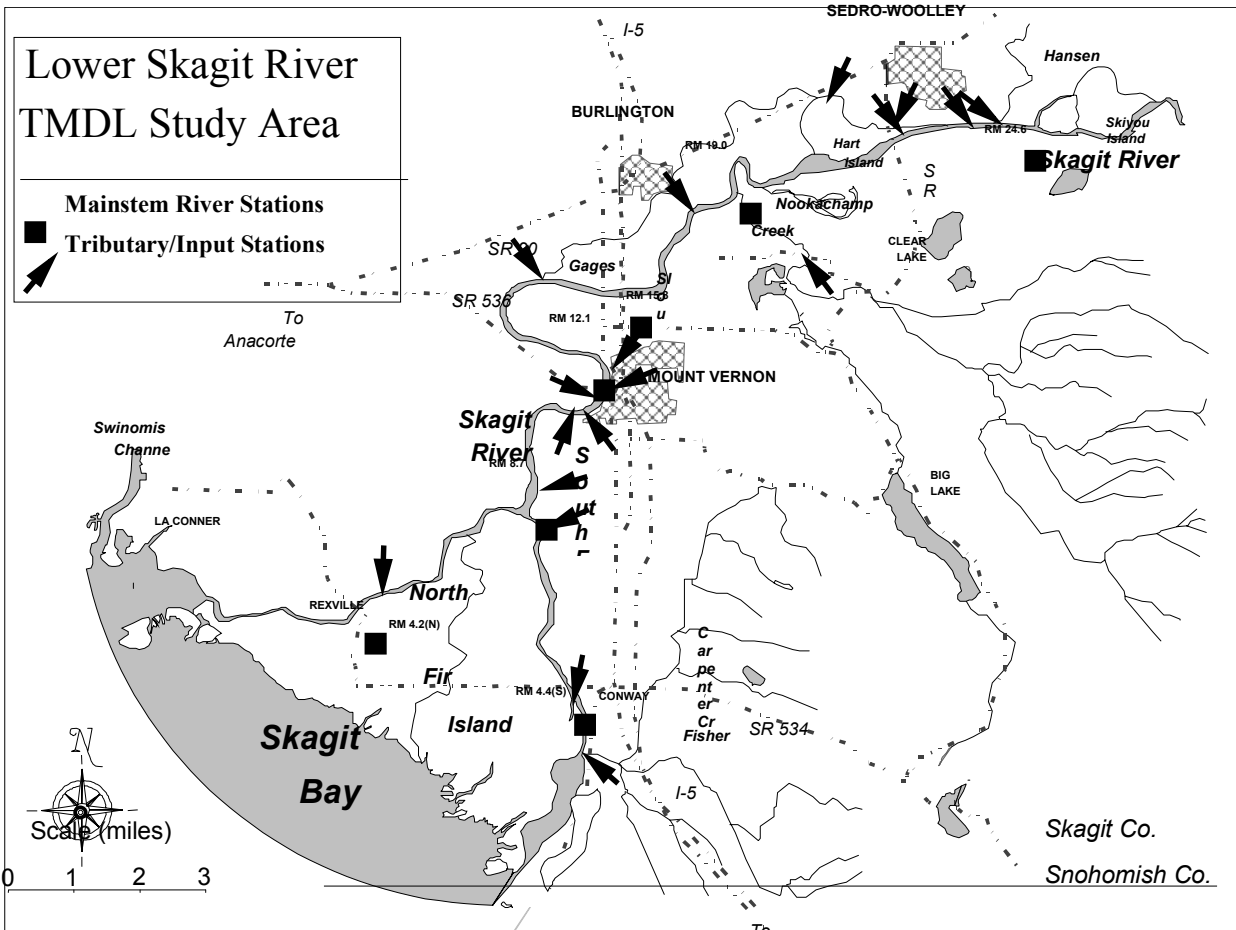 SEDRO-WOOLLEY
I-5
Lower Skagit River
TMDL Study Area
Mainstem River Stations
Tributary/Input Stations
Hansen
BURLINGTON
Skiyou
Island
RM 24.6
RM 19.0
Hart
Island
Skagit River
S
R
Nookachamp
Creek
CLEAR
LAKE
Gages
Sl
o
u
RM 15.8
SR 536
RM 12.1
To
Anacorte
MOUNT VERNON
Skagit
River
RM 8.7
S
o
ut
h
Swinomis
Channe
LA CONNER
BIG
LAKE
North
REXVILLE
RM 4.2(N)
Fir
Island
RM 4.4(S)
CONWAY
C
ar
pe
nt
er
Cr
Fisher
SR 534
Skagit
Bay
N
Scale (miles)
0 1 2 3
I-5
Skagit Co.
Snohomish Co.